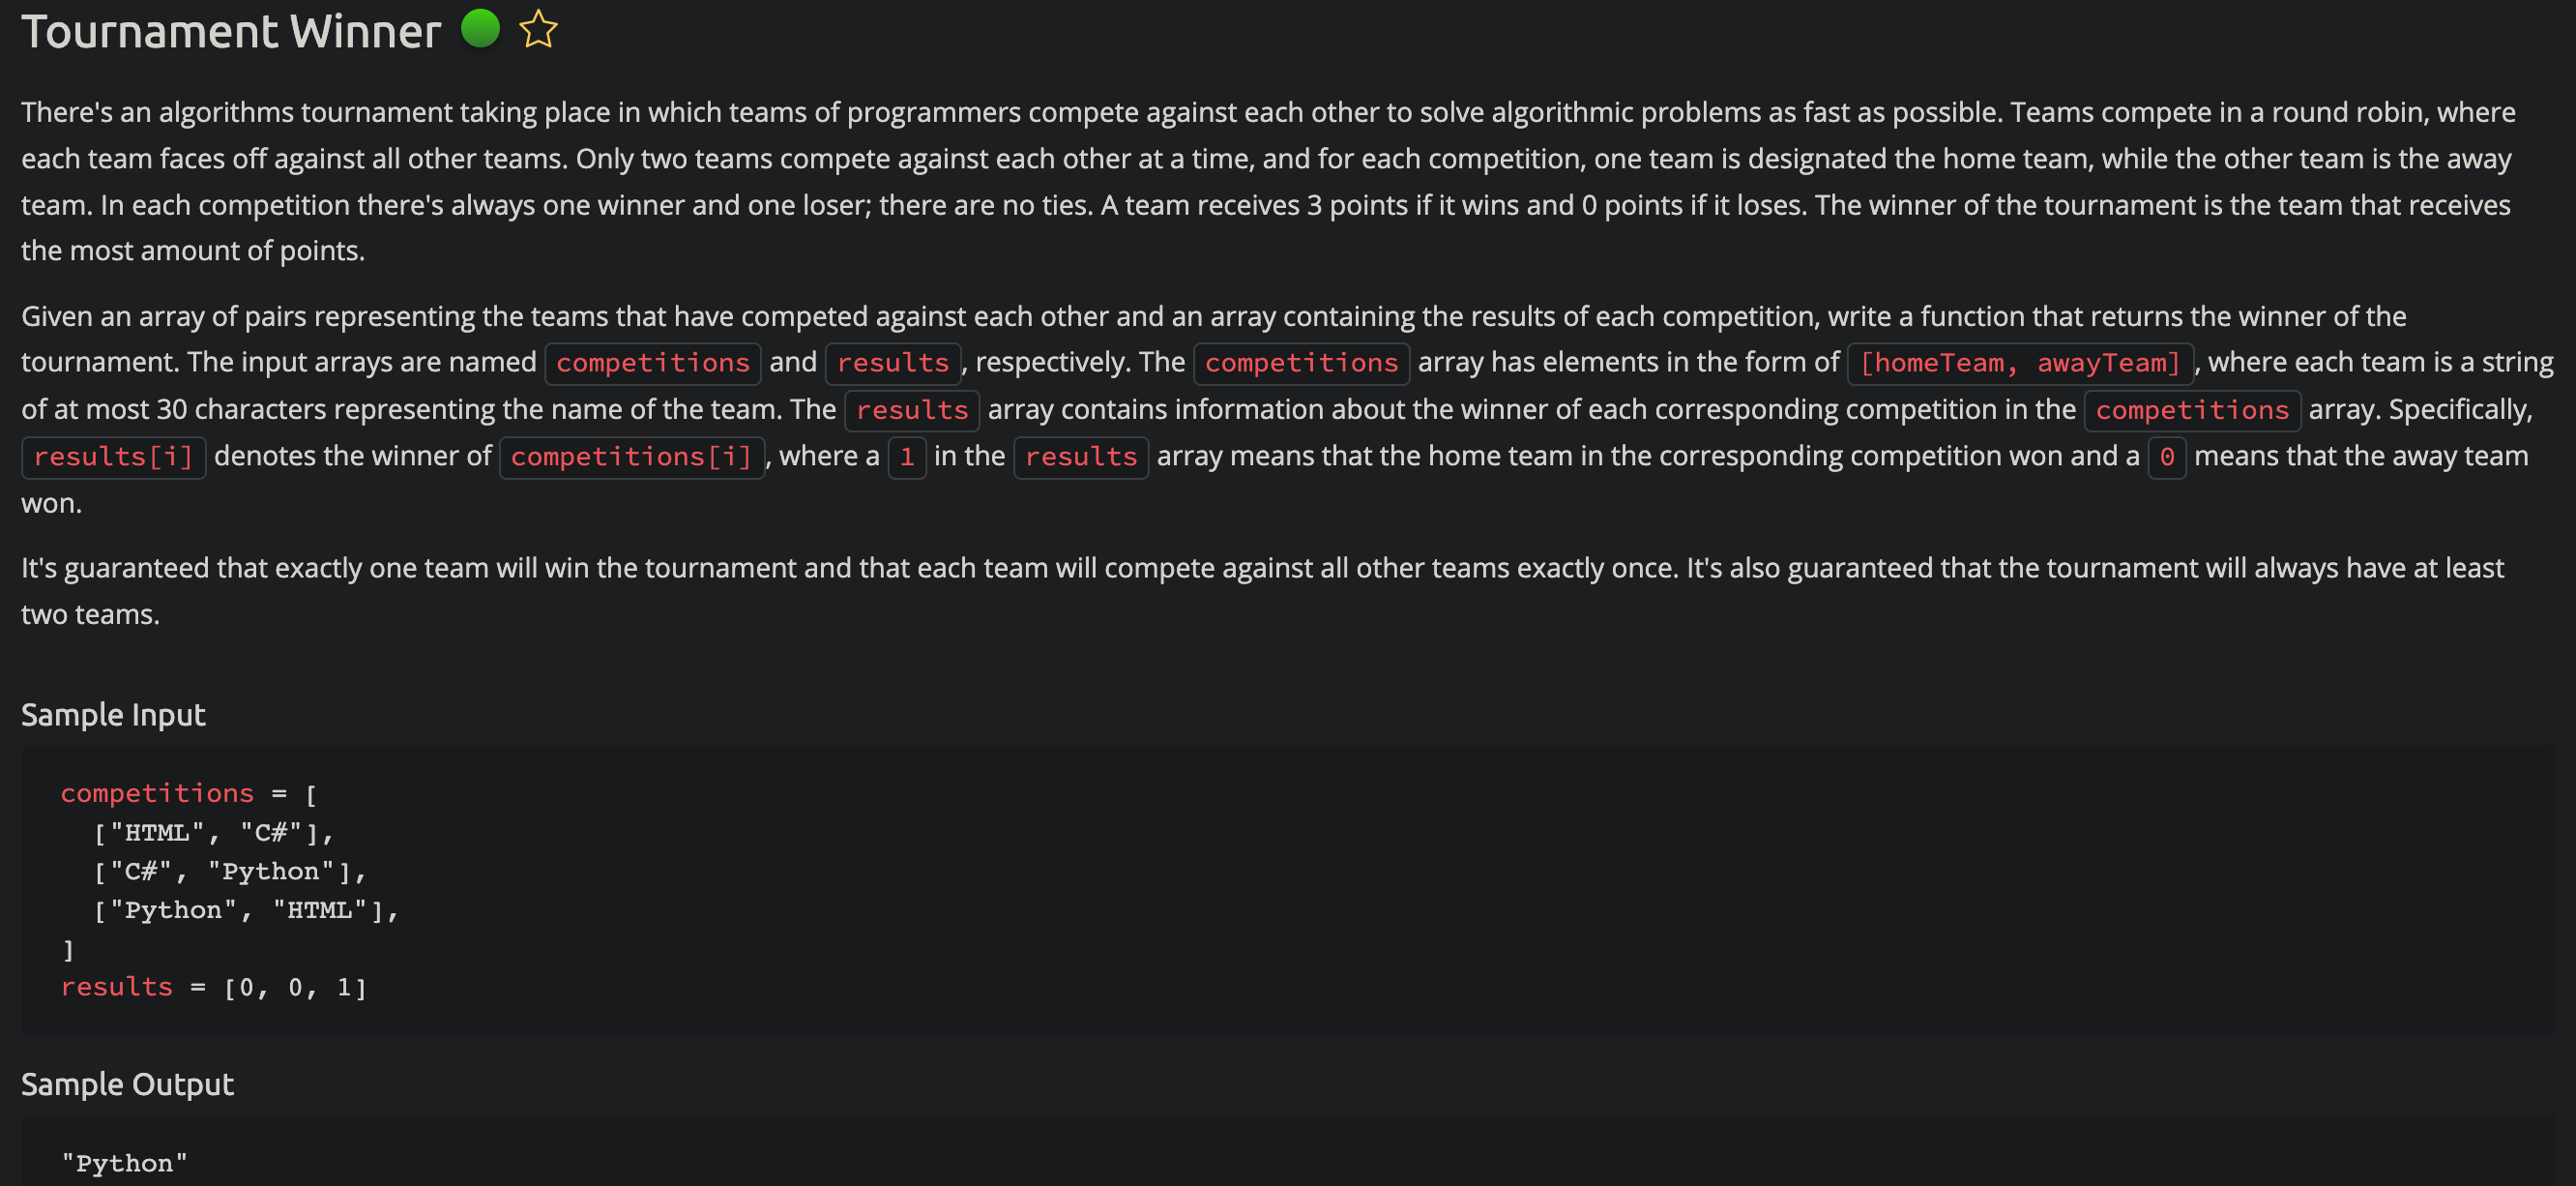 Tournament Winner
There's an algorithms tournament taking place in which teams of programmers compete against each other to solve algorithmic problems as fast as possible. Teams compete in a round robin, where
each team faces off against all other teams. Only two teams compete against each other at a time, and for each competition, one team is designated the home team, while the other team is the away
team. In each competition there's always one winner and one loser; there are no ties. A team receives 3 points if it wins and 0 points if it loses. The winner of the tournament is the team that receives
the most amount of points.
Given an array of pairs representing the teams that have competed against each other and an array containing the results of each competition, write a function that returns the winner of the
tournament. The input arrays are named competitions and results, respectively. The competitions array has elements in the form of [homeTeam, awayTeam], where each team is a string
of at most 30 characters representing the name of the team. The results array contains information about the winner of each corresponding competition in the competitions array. Specifically,
results[i] denotes the winner of competitions[i], where a 1 in the results array means that the home team in the corresponding competition won and a 0 means that the away team
won.
It's guaranteed that exactly one team will win the tournament and that each team will compete against all other teams exactly once. It's also guaranteed that the tournament will always have at least
two teams.
Sample Input
competitions = [
  ["HTML", "C#"],
  ["C#", "Python"],
  ["Python", "HTML"],
]
results = [0, 0, 1]
Sample Output
"Python"